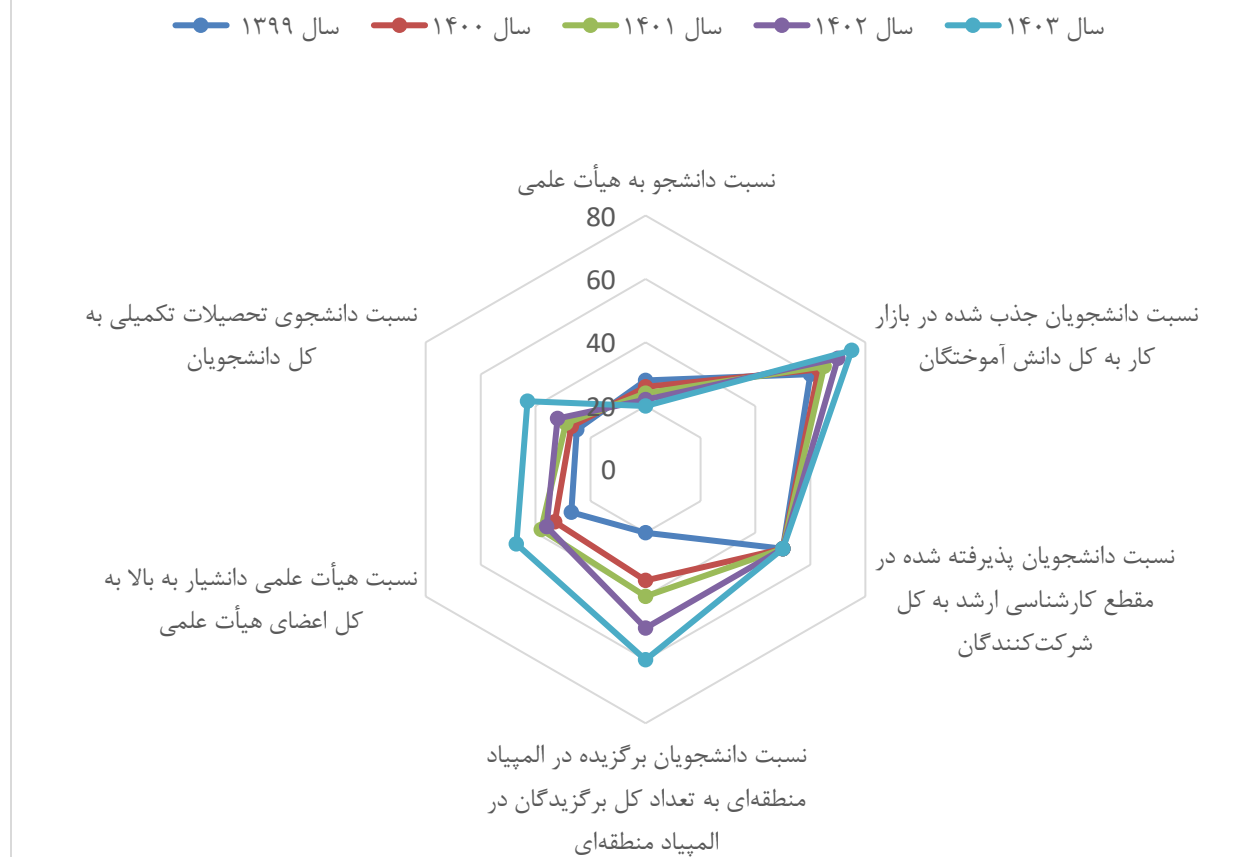 سال ۱۳۹۹
سال ۱۴۰۰
سال ۱۴۰۱
سال ۱۴۰۲
سال ۱۴۰۳
نسبت دانشجو به هیأت علمی
80
60
40
20
0
نسبت دانشجویان جذب شده در بازار
کار به کل دانش آموختگان
نسبت دانشجویان پذیرفته شده در
مقطع کارشناسی ارشد به کل
شرکت‌کنندگان
نسبت دانشجویان برگزیده در المپیاد
منطقه‌ای به تعداد کل برگزیدگان در
المپیاد منطقه‌ای
نسبت هیأت علمی دانشیار به بالا به
کل اعضای هیأت علمی
نسبت دانشجوی تحصیلات تکمیلی به
کل دانشجویان